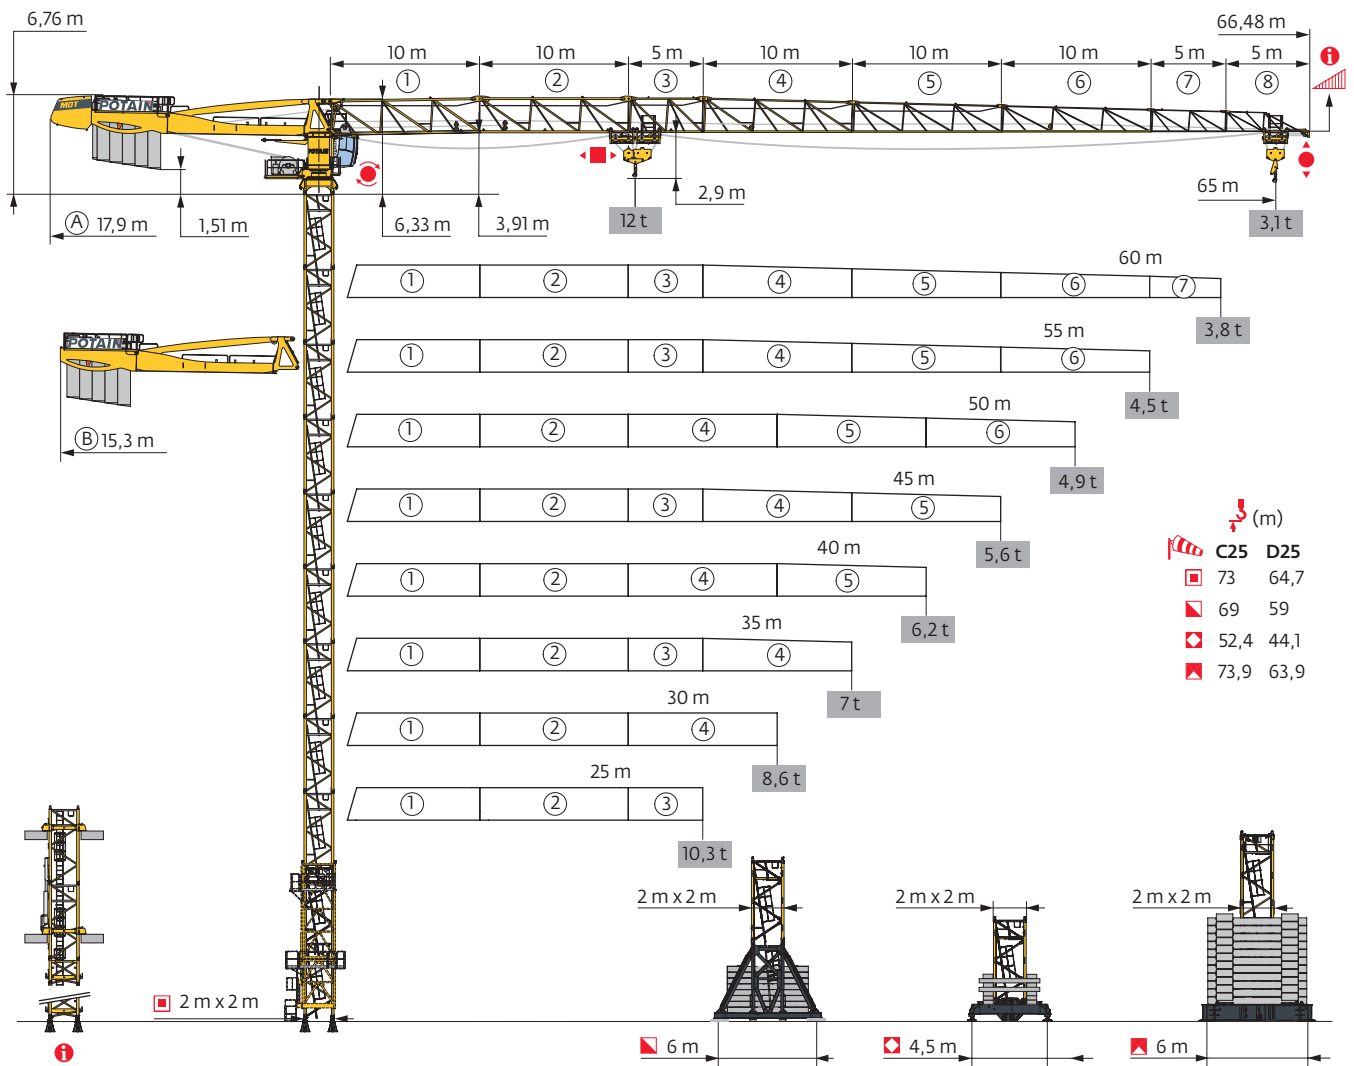 6,76 m
66,48 m
10 m 10 m 5 m 10 m 10 m 10 m 5 m 5 m
1 2 3 4 5 6 7 8
i
MDT POTAIN
POTAIN
2,9 m
65 m
A 17,9 m
1,51 m
6,33 m
3,91 m
12 t
3,1 t
60 m
1 2 3 4 5 6 7
3,8 t
55 m
POTAIN
1 2 3 4 5 6
4,5 t
50 m
B 15,3 m
1 2 4 5 6
4,9 t
45 m
1 2 3 4 5
5,6 t
(m)
C25 D25
73 64,7
69 59
52,4 44,1
73,9 63,9
40 m
1 2 4 5
6,2 t
35 m
1 2 3 4
7 t
30 m
1 2 4
8,6 t
25 m
1 2 3
10,3 t
2 m x 2 m
2 m x 2 m
2 m x 2 m
2 m x 2 m
i
6 m
4,5 m
6 m